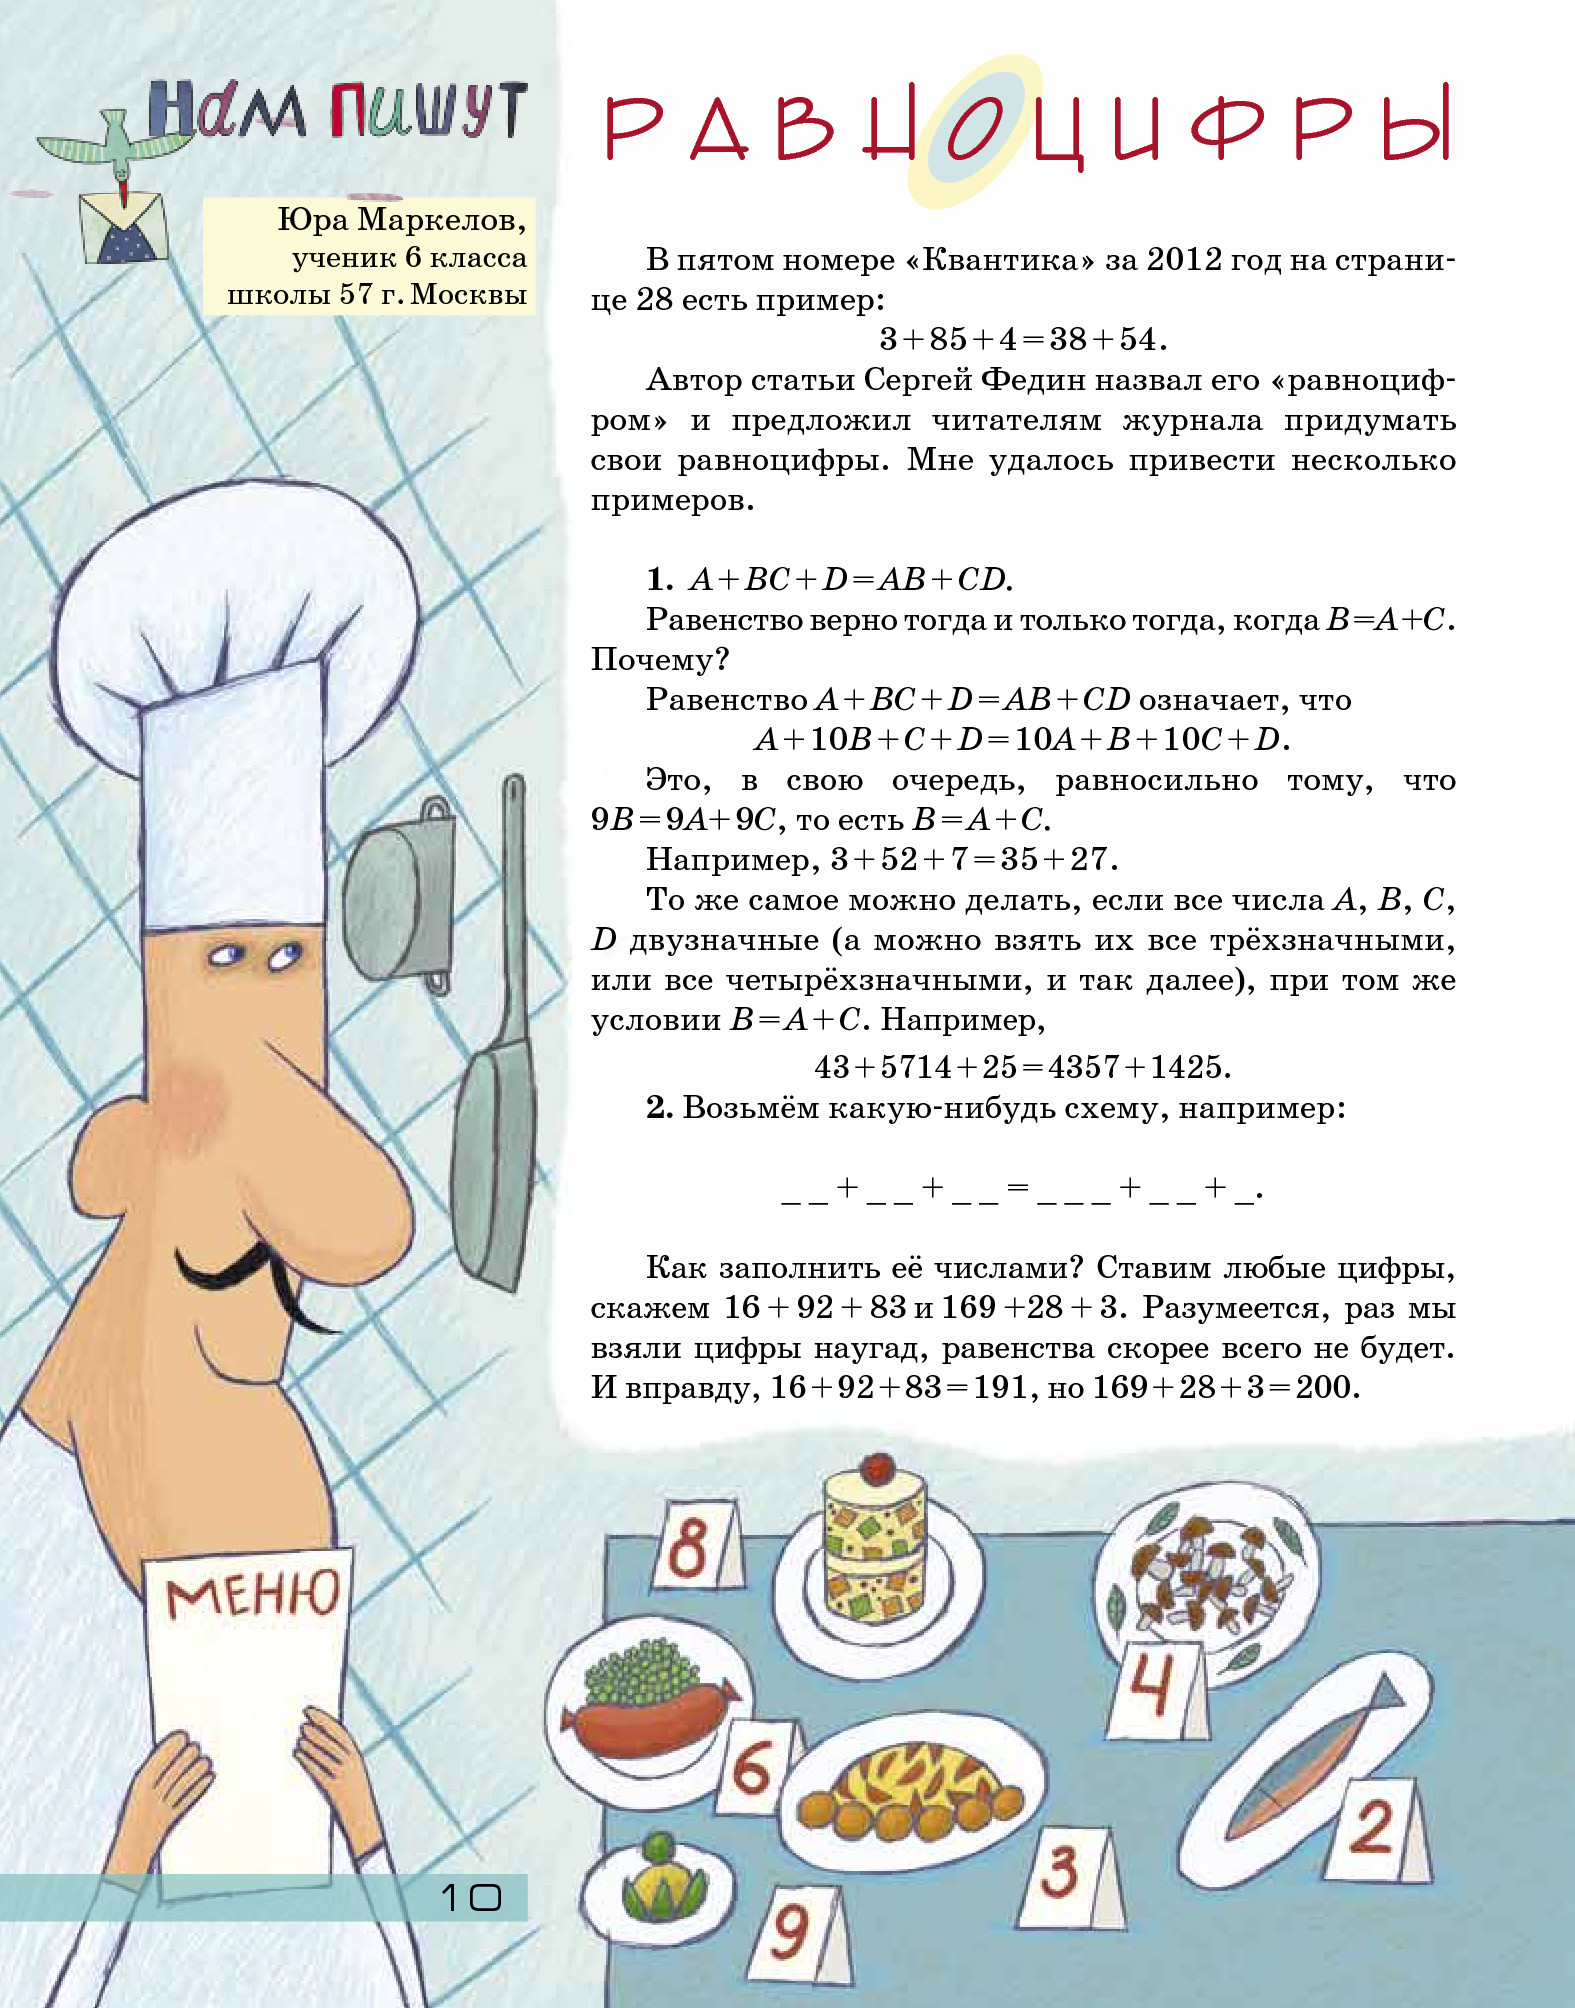 Нам пишут
Юра Маркелов,
ученик 6 класса
школы 57 г. Москвы
РАВНОЦИФРЫ
В пятом номере «Квантика» за 2012 год на страни-
це 28 есть пример:
3+85+4=38+54.
Автор статьи Сергей Федин назвал его «равноциф-
ром» и предложил читателям журнала придумать
свои равноцифры. Мне удалось привести несколько
примеров.
1. A+BC+D=AB+CD.
Равенство верно тогда и только тогда, когда B=A+C.
Почему?
Равенство A+BC+D=AB+CD означает, что
A+10B+C+D=10A+B+10C+D.
Это, в свою очередь, равносильно тому, что
9B=9A+9C, то есть B=A+C.
Например, 3+52+7=35+27.
То же самое можно делать, если все числа A, B, C,
D двузначные (а можно взять их все трёхзначными,
или все четырёхзначными, и так далее), при том же
условии B=A+C. Например,
43+5714+25=4357+1425.
2. Возьмём какую-нибудь схему, например:
_ _ + _ _ + _ _ = _ _ _ + _ _ + _.
Как заполнить её числами? Ставим любые цифры,
скажем 16 + 92 + 83 и 169 +28 + 3. Разумеется, раз мы
взяли цифры наугад, равенства скорее всего не будет.
И вправду, 16+92+83=191, но 169+28+3=200.
8
4
МЕНЮ
6
2
3
9
10